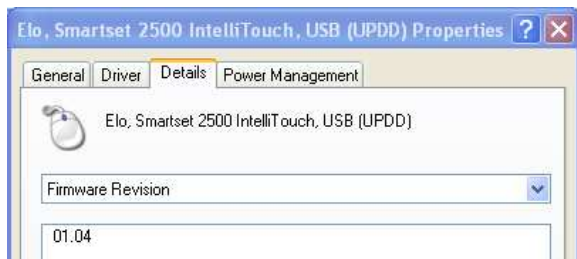 Elo, Smartset 2500 IntelliTouch, USB (UPDD) Properties
General Driver Details Power Management
Elo, Smartset 2500 IntelliTouch, USB (UPDD)
Firmware Revision
01.04